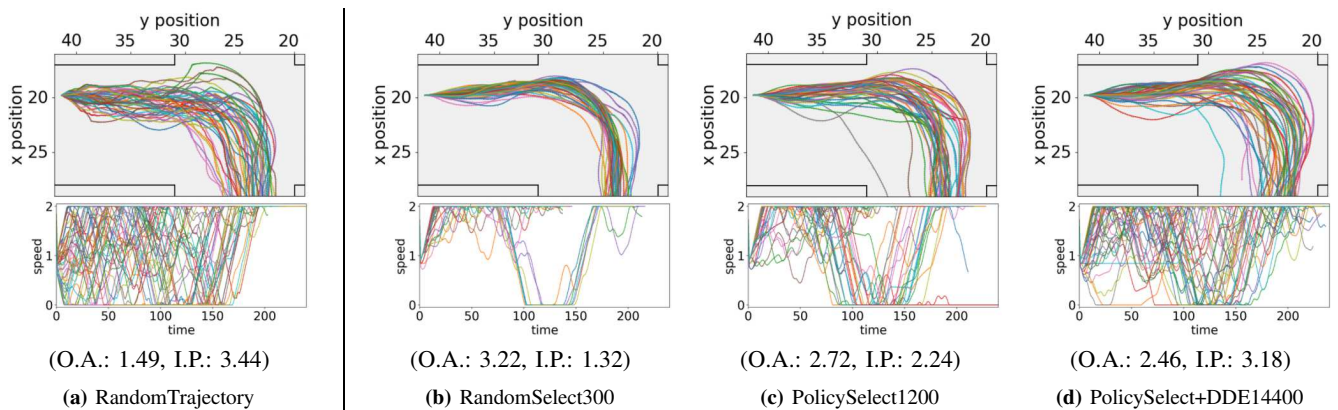 y position
40 35 30 25 20
x position
20
25
speed
2
1
0
0 50 100 150 200
time
(O.A.: 1.49, I.P.: 3.44)
(a) RandomTrajectory
y position
40 35 30 25 20
x position
20
25
speed
2
1
0
0 50 100 150 200
time
(O.A.: 3.22, I.P.: 1.32)
(b) RandomSelect300
y position
40 35 30 25 20
x position
20
25
speed
2
1
0
0 50 100 150 200
time
(O.A.: 2.72, I.P.: 2.24)
(c) PolicySelect1200
y position
40 35 30 25 20
x position
20
25
speed
2
1
0
0 50 100 150 200
time
(O.A.: 2.46, I.P.: 3.18)
(d) PolicySelect+DDE14400